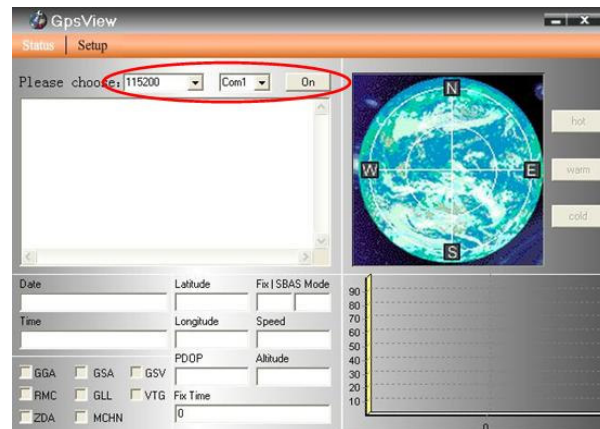 GpsView
Status | Setup
Please choose: 115200 Com1 On
N
W E
S
hot
warm
cold
Date Latitude Fix | SBAS Mode
Time Longitude Speed
PDOP Altitude
GGA GSA GSV
RMC GLL VTG Fix Time
ZDA MCHN 0
90
80
70
60
50
40
30
20
10
0